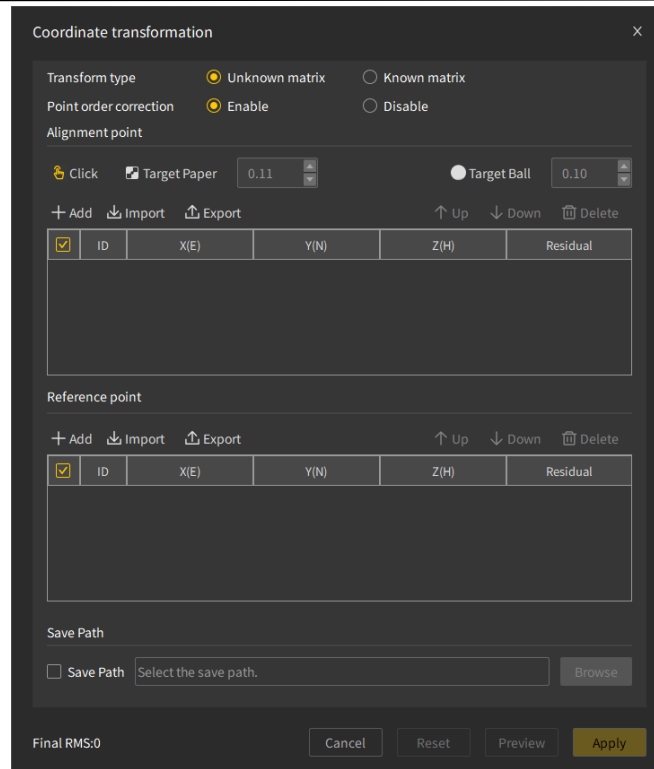 Coordinate transformation X
Transform type Unknown matrix Known matrix
Point order correction Enable Disable
Alignment point
Click Target Paper 0.11 Target Ball 0.10
Add Import Export Up Down Delete
ID X(E) Y(N) Z(H) Residual
Reference point
Add Import Export Up Down Delete
ID X(E) Y(N) Z(H) Residual
Save Path
Save Path Select the save path. Browse
Final RMS:0 Cancel Reset Preview Apply